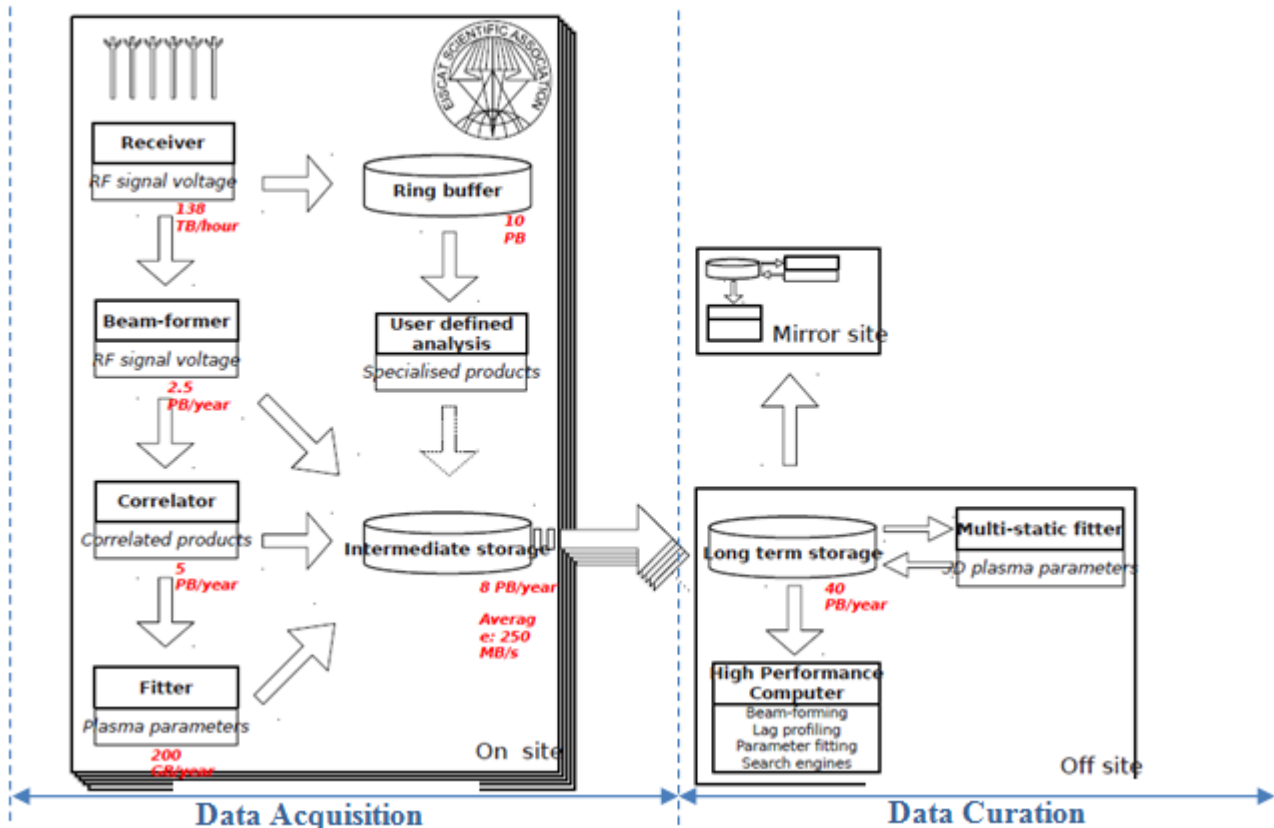 EISCAT SCIENTIFIC ASSOCIATION
Receiver
RF signal voltage
138
TB/hour
Ring buffer
10
PB
Beam-former
RF signal voltage
2.5
PB/year
User defined
analysis
Specialised products
Correlator
Correlated products
5
PB/year
Intermediate storage
8 PB/year
Averag
e: 250
MB/s
Fitter
Plasma parameters
200
GB/year
On site
Mirror site
Long term storage
40
PB/year
Multi-static fitter
3D plasma parameters
High Performance
Computer
Beam-forming
Lag profiling
Parameter fitting
Search engines
Off site
Data Acquisition
Data Curation